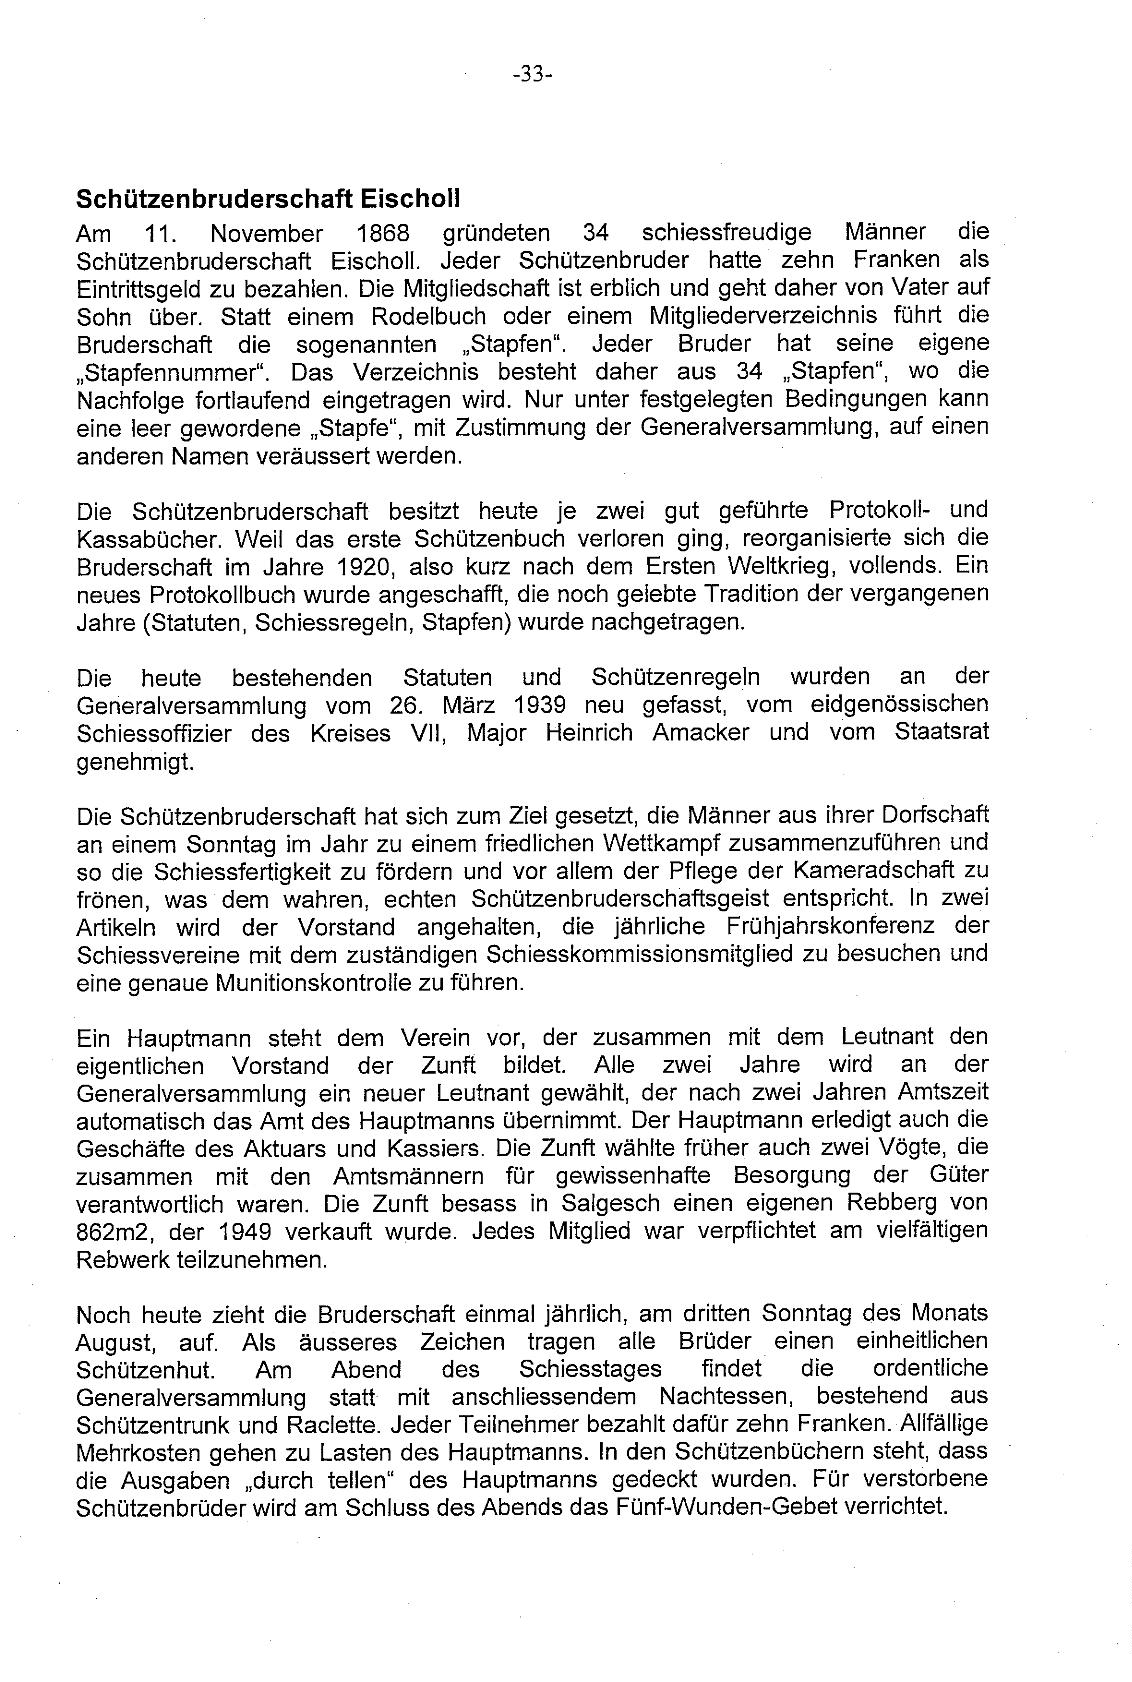 -33-
Schützenbruderschaft Eischoll
Am 11. November 1868 gründeten 34 schiessfreudige Männer die
Schützenbruderschaft Eischoll. Jeder Schützenbruder hatte zehn Franken als
Eintrittsgeld zu bezahlen. Die Mitgliedschaft ist erblich und geht daher von Vater auf
Sohn über. Statt einem Rodelbuch oder einem Mitgliederverzeichnis führt die
Bruderschaft die sogenannten „Stapfen“. Jeder Bruder hat seine eigene
„Stapfennummer“. Das Verzeichnis besteht daher aus 34 „Stapfen“, wo die
Nachfolge fortlaufend eingetragen wird. Nur unter festgelegten Bedingungen kann
eine leer gewordene „Stapfe“, mit Zustimmung der Generalversammlung, auf einen
anderen Namen veräussert werden.
Die Schützenbruderschaft besitzt heute je zwei gut geführte Protokoll- und
Kassabücher. Weil das erste Schützenbuch verloren ging, reorganisierte sich die
Bruderschaft im Jahre 1920, also kurz nach dem Ersten Weltkrieg, vollends. Ein
neues Protokollbuch wurde angeschafft, die noch gelebte Tradition der vergangenen
Jahre (Statuten, Schiessregeln, Stapfen) wurde nachgetragen.
Die heute bestehenden Statuten und Schützenregeln wurden an der
Generalversammlung vom 26. März 1939 neu gefasst, vom eidgenössischen
Schiessoffizier des Kreises VII, Major Heinrich Amacker und vom Staatsrat
genehmigt.
Die Schützenbruderschaft hat sich zum Ziel gesetzt, die Männer aus ihrer Dorfschaft
an einem Sonntag im Jahr zu einem friedlichen Wettkampf zusammenzuführen und
so die Schiessfertigkeit zu fördern und vor allem der Pflege der Kameradschaft zu
frönen, was dem wahren, echten Schützenbruderschaftsgeist entspricht. In zwei
Artikeln wird der Vorstand angehalten, die jährliche Frühjahrskonferenz der
Schiessvereine mit dem zuständigen Schiesskommissionsmitglied zu besuchen und
eine genaue Munitionskontrolle zu führen.
Ein Hauptmann steht dem Verein vor, der zusammen mit dem Leutnant den
eigentlichen Vorstand der Zunft bildet. Alle zwei Jahre wird an der
Generalversammlung ein neuer Leutnant gewählt, der nach zwei Jahren Amtszeit
automatisch das Amt des Hauptmanns übernimmt. Der Hauptmann erledigt auch die
Geschäfte des Aktuars und Kassiers. Die Zunft wählte früher auch zwei Vögte, die
zusammen mit den Amtsmännern für gewissenhafte Besorgung der Güter
verantwortlich waren. Die Zunft besass in Salgesch einen eigenen Rebberg von
862m2, der 1949 verkauft wurde. Jedes Mitglied war verpflichtet am vielfältigen
Rebwerk teilzunehmen.
Noch heute zieht die Bruderschaft einmal jährlich, am dritten Sonntag des Monats
August, auf. Als äusseres Zeichen tragen alle Brüder einen einheitlichen
Schützenhut. Am Abend des Schiesstages findet die ordentliche
Generalversammlung statt mit anschliessendem Nachtessen, bestehend aus
Schützentrunk und Raclette. Jeder Teilnehmer bezahlt dafür zehn Franken. Allfällige
Mehrkosten gehen zu Lasten des Hauptmanns. In den Schützenbüchern steht, dass
die Ausgaben „durch tellen“ des Hauptmanns gedeckt wurden. Für verstorbene
Schützenbrüder wird am Schluss des Abends das Fünf-Wunden-Gebet verrichtet.